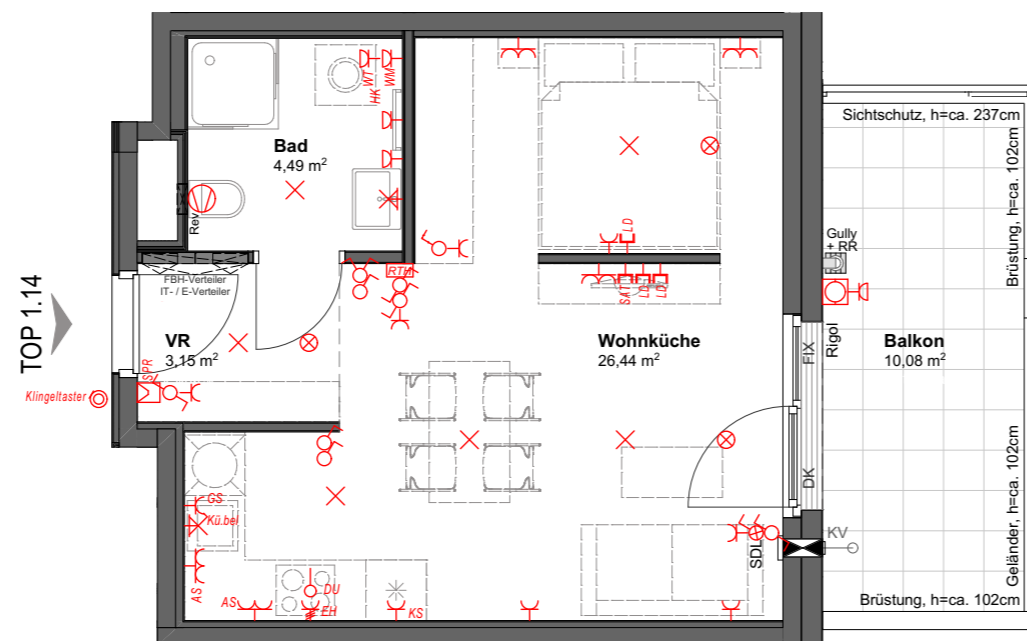 Sichtschutz, h=ca. 237cm
Brüstung, h=ca. 102cm
WT
HK
WM
Bad
4,49 m²
Rev.
LD
Gully
+ RR
TOP 1.14
FBH-Verteiler
IT- / E-Verteiler
RTH
SAT
LD
LD
VR
3,15 m²
Wohnküche
26,44 m²
FIX
Rigol
Balkon
10,08 m²
SPR
Klingeltaster
DK
GS
Kü.bel
AS
SDL
KV
Geländer, h=ca. 102cm
AS
DU
EH
KS
Brüstung, h=ca. 102cm